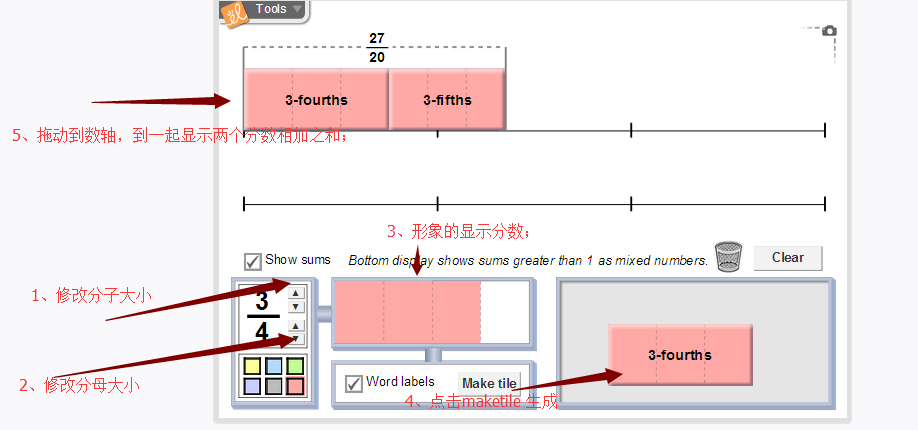 Tools
27
20
3-fourths
3-fifths
5、拖动到数轴，到一起显示两个分数相加之和；
3、形象的显示分数；
Show sums
Bottom display shows sums greater than 1 as mixed numbers.
Clear
1、修改分子大小
3
4
3-fourths
2、修改分母大小
Word labels
Make tile
4、点击maketile 生成